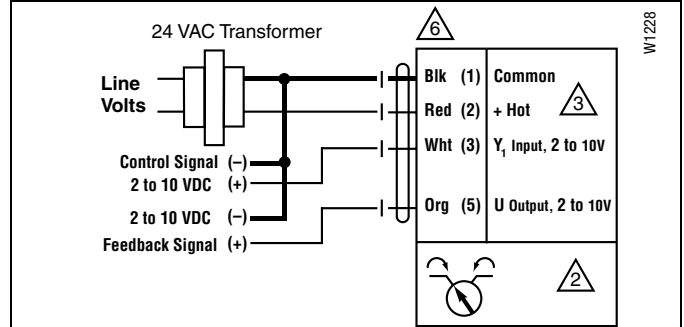 24 VAC Transformer
6
W1228
Line
Volts
Blk (1) Common
Red (2) + Hot
3
Wht (3) Y1 Input, 2 to 10V
Control Signal (–)
2 to 10 VDC (+)
Org (5) U Output, 2 to 10V
2 to 10 VDC (–)
Feedback Signal (+)
2